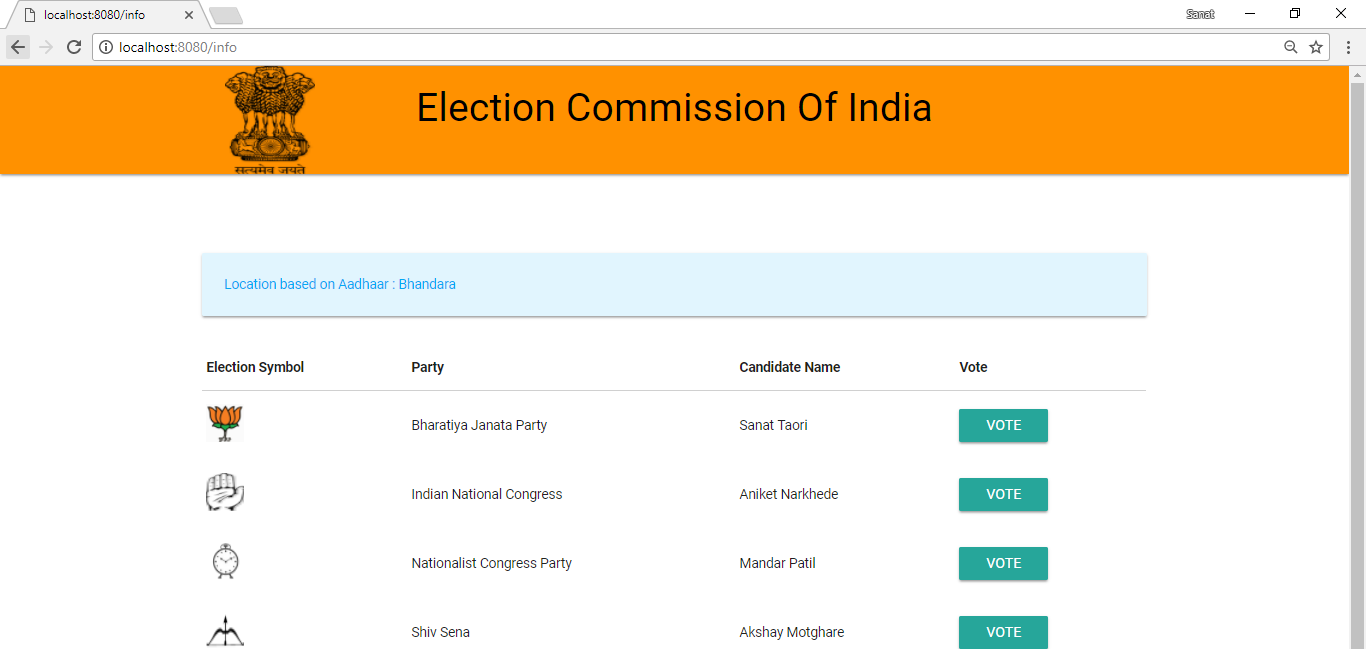 localhost:8080/info
Sanat
localhost:8080/info
Election Commission Of India
सत्यमेव जयते
Location based on Aadhaar : Bhandara
Election Symbol Party Candidate Name Vote
Bharatiya Janata Party Sanat Taori VOTE
Indian National Congress Aniket Narkhede VOTE
Nationalist Congress Party Mandar Patil VOTE
Shiv Sena Akshay Motghare VOTE